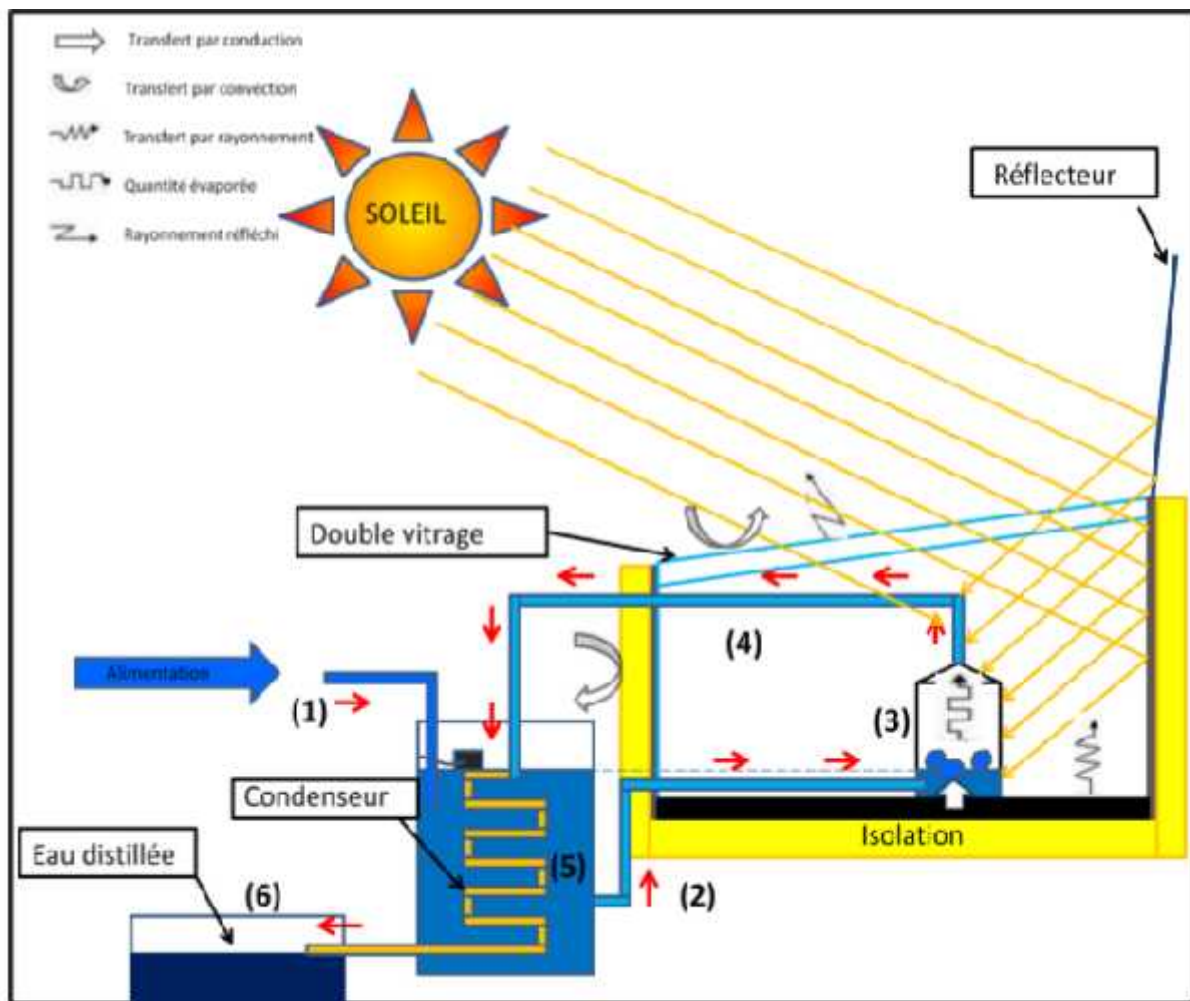 Transfert par conduction
Transfert par convection
Transfert par rayonnement
Quantité évaporée
Rayonnement réfléchi
SOLEIL
Réflecteur
Double vitrage
(4)
Alimentation
(1)
(3)
Condenseur
Isolation
Eau distillée
(5)
(6)
(2)